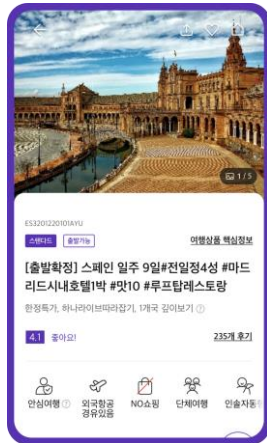 1/5
ES3201220101AYU
스탠다드 출발가능 여행상품 핵심정보
[출발확정] 스페인 일주 9일#전일정4성 #마드
리드시내호텔1박 #맛10 #루프탑레스토랑
한정특가, 하나라이브따라잡기, 1개국 깊이보기 ?
4.1 좋아요! 235개 후기
안심여행 ? 외국항공 NO쇼핑 단체여행 인솔자동
경유있음